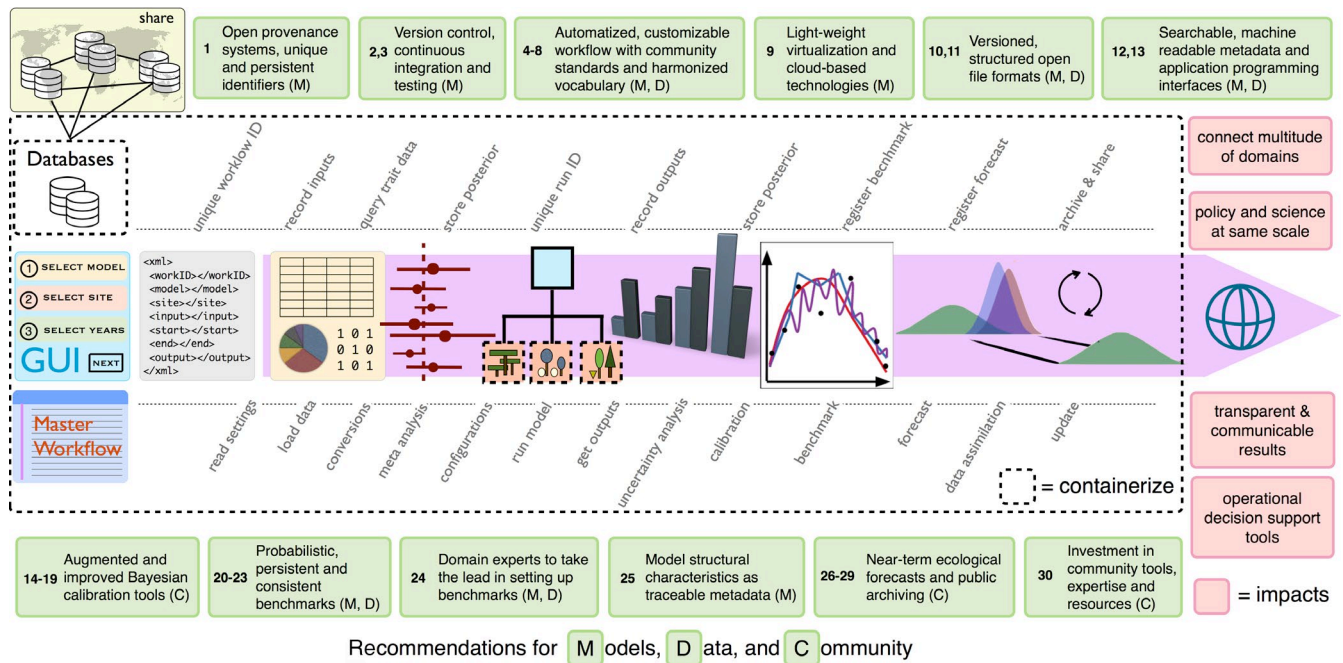 share
1 Open provenance
systems, unique
and persistent
identifiers (M)
2,3 Version control,
continuous
integration and
testing (M)
4-8 Automatized, customizable
workflow with community
standards and harmonized
vocabulary (M, D)
9 Light-weight
virtualization and
cloud-based
technologies (M)
10,11 Versioned,
structured open
file formats (M, D)
12,13 Searchable, machine
readable metadata and
application programming
interfaces (M, D)
Databases
unique worklow ID
record inputs
query trait data
store posterior
unique run ID
record outputs
store posterior
register becnhmark
register forecast
archive & share
connect multitude
of domains
policy and science
at same scale
1 SELECT MODEL
2 SELECT SITE
3 SELECT YEARS
GUI NEXT
<xml>
<workID></workID>
<model></model>
<site></site>
<input></input>
<start></start>
<end></end>
<output></output>
</xml>
1 0 1
0 1 0
1 0 1
Master
Workflow
read settings
load data
conversions
meta analysis
configurations
run model
get outputs
uncertainty analysis
calibration
benchmark
forecast
data assimilation
update
= containerize
transparent &
communicable
results
operational
decision support
tools
14-19 Augmented and
improved Bayesian
calibration tools (C)
20-23 Probabilistic,
persistent and
consistent
benchmarks (M, D)
24 Domain experts to take
the lead in setting up
benchmarks (M, D)
25 Model structural
characteristics as
traceable metadata (M)
26-29 Near-term ecological
forecasts and public
archiving (C)
30 Investment in
community tools,
expertise and
resources (C)
= impacts
Recommendations for Models, Data, and Community